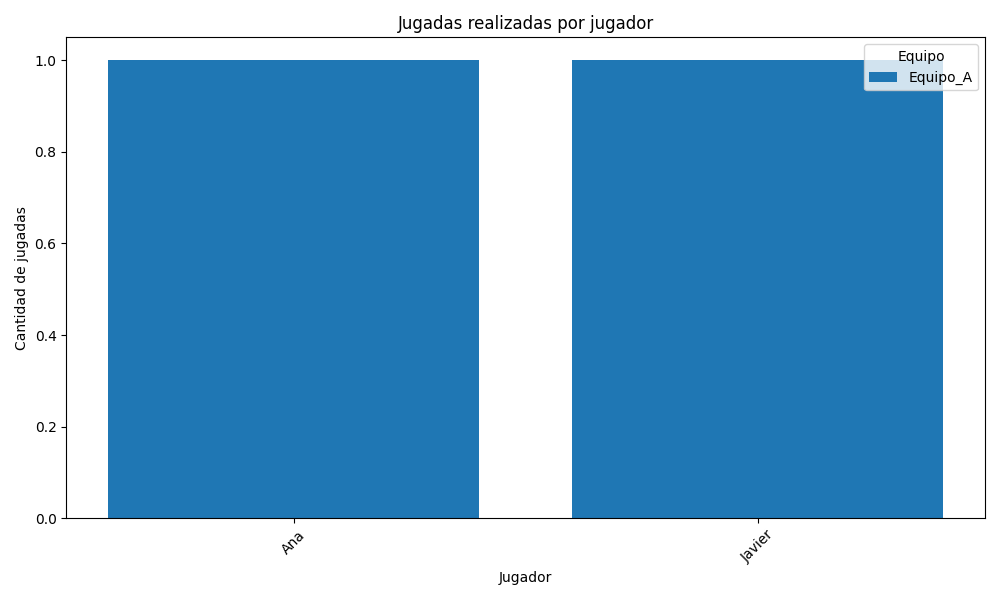 Jugadas realizadas por jugador
Equipo
Equipo_A
Cantidad de jugadas
1.0
0.8
0.6
0.4
0.2
0.0
Ana
Javier
Jugador